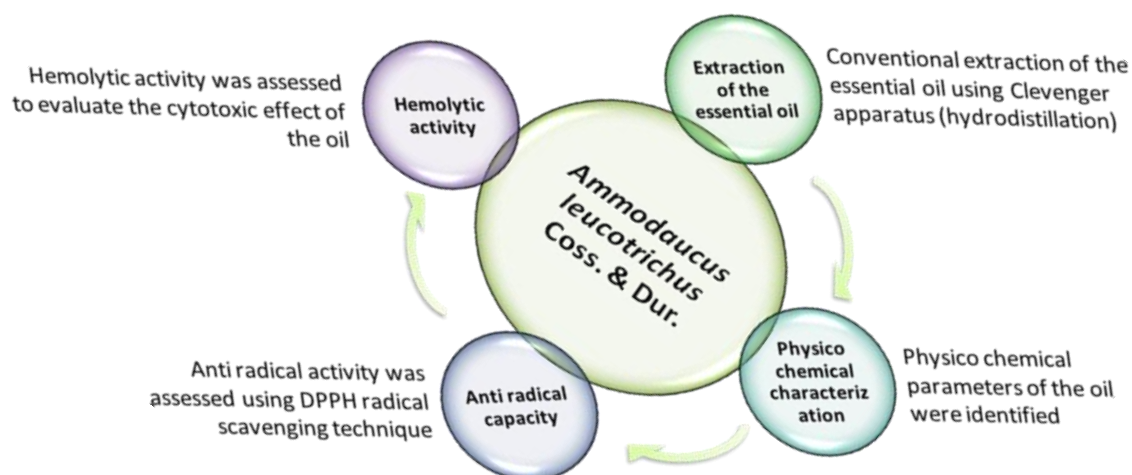 Extraction
of the
essential oil
Conventional extraction of the
essential oil using Clevenger
apparatus (hydrodistillation)
Hemolytic activity was assessed
to evaluate the cytotoxic effect of
the oil
Hemolytic
activity
Ammodaucus
leucotrichus
Coss. & Dur.
Physico
chemical
characteriz
ation
Physico chemical
parameters of the oil
were identified
Anti radical activity was
assessed using DPPH radical
scavenging technique
Anti radical
capacity